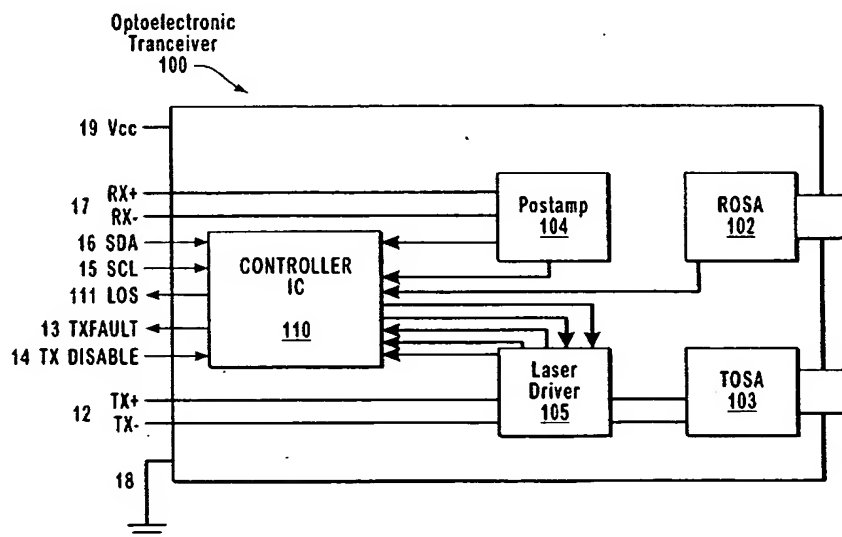 Optoelectronic
Tranceiver
100
19 Vcc
17 RX+
RX-
16 SDA
15 SCL
111 LOS
13 TXFAULT
14 TX DISABLE
12 TX+
TX-
18
CONTROLLER
IC
110
Postamp
104
ROSA
102
Laser
Driver
105
TOSA
103